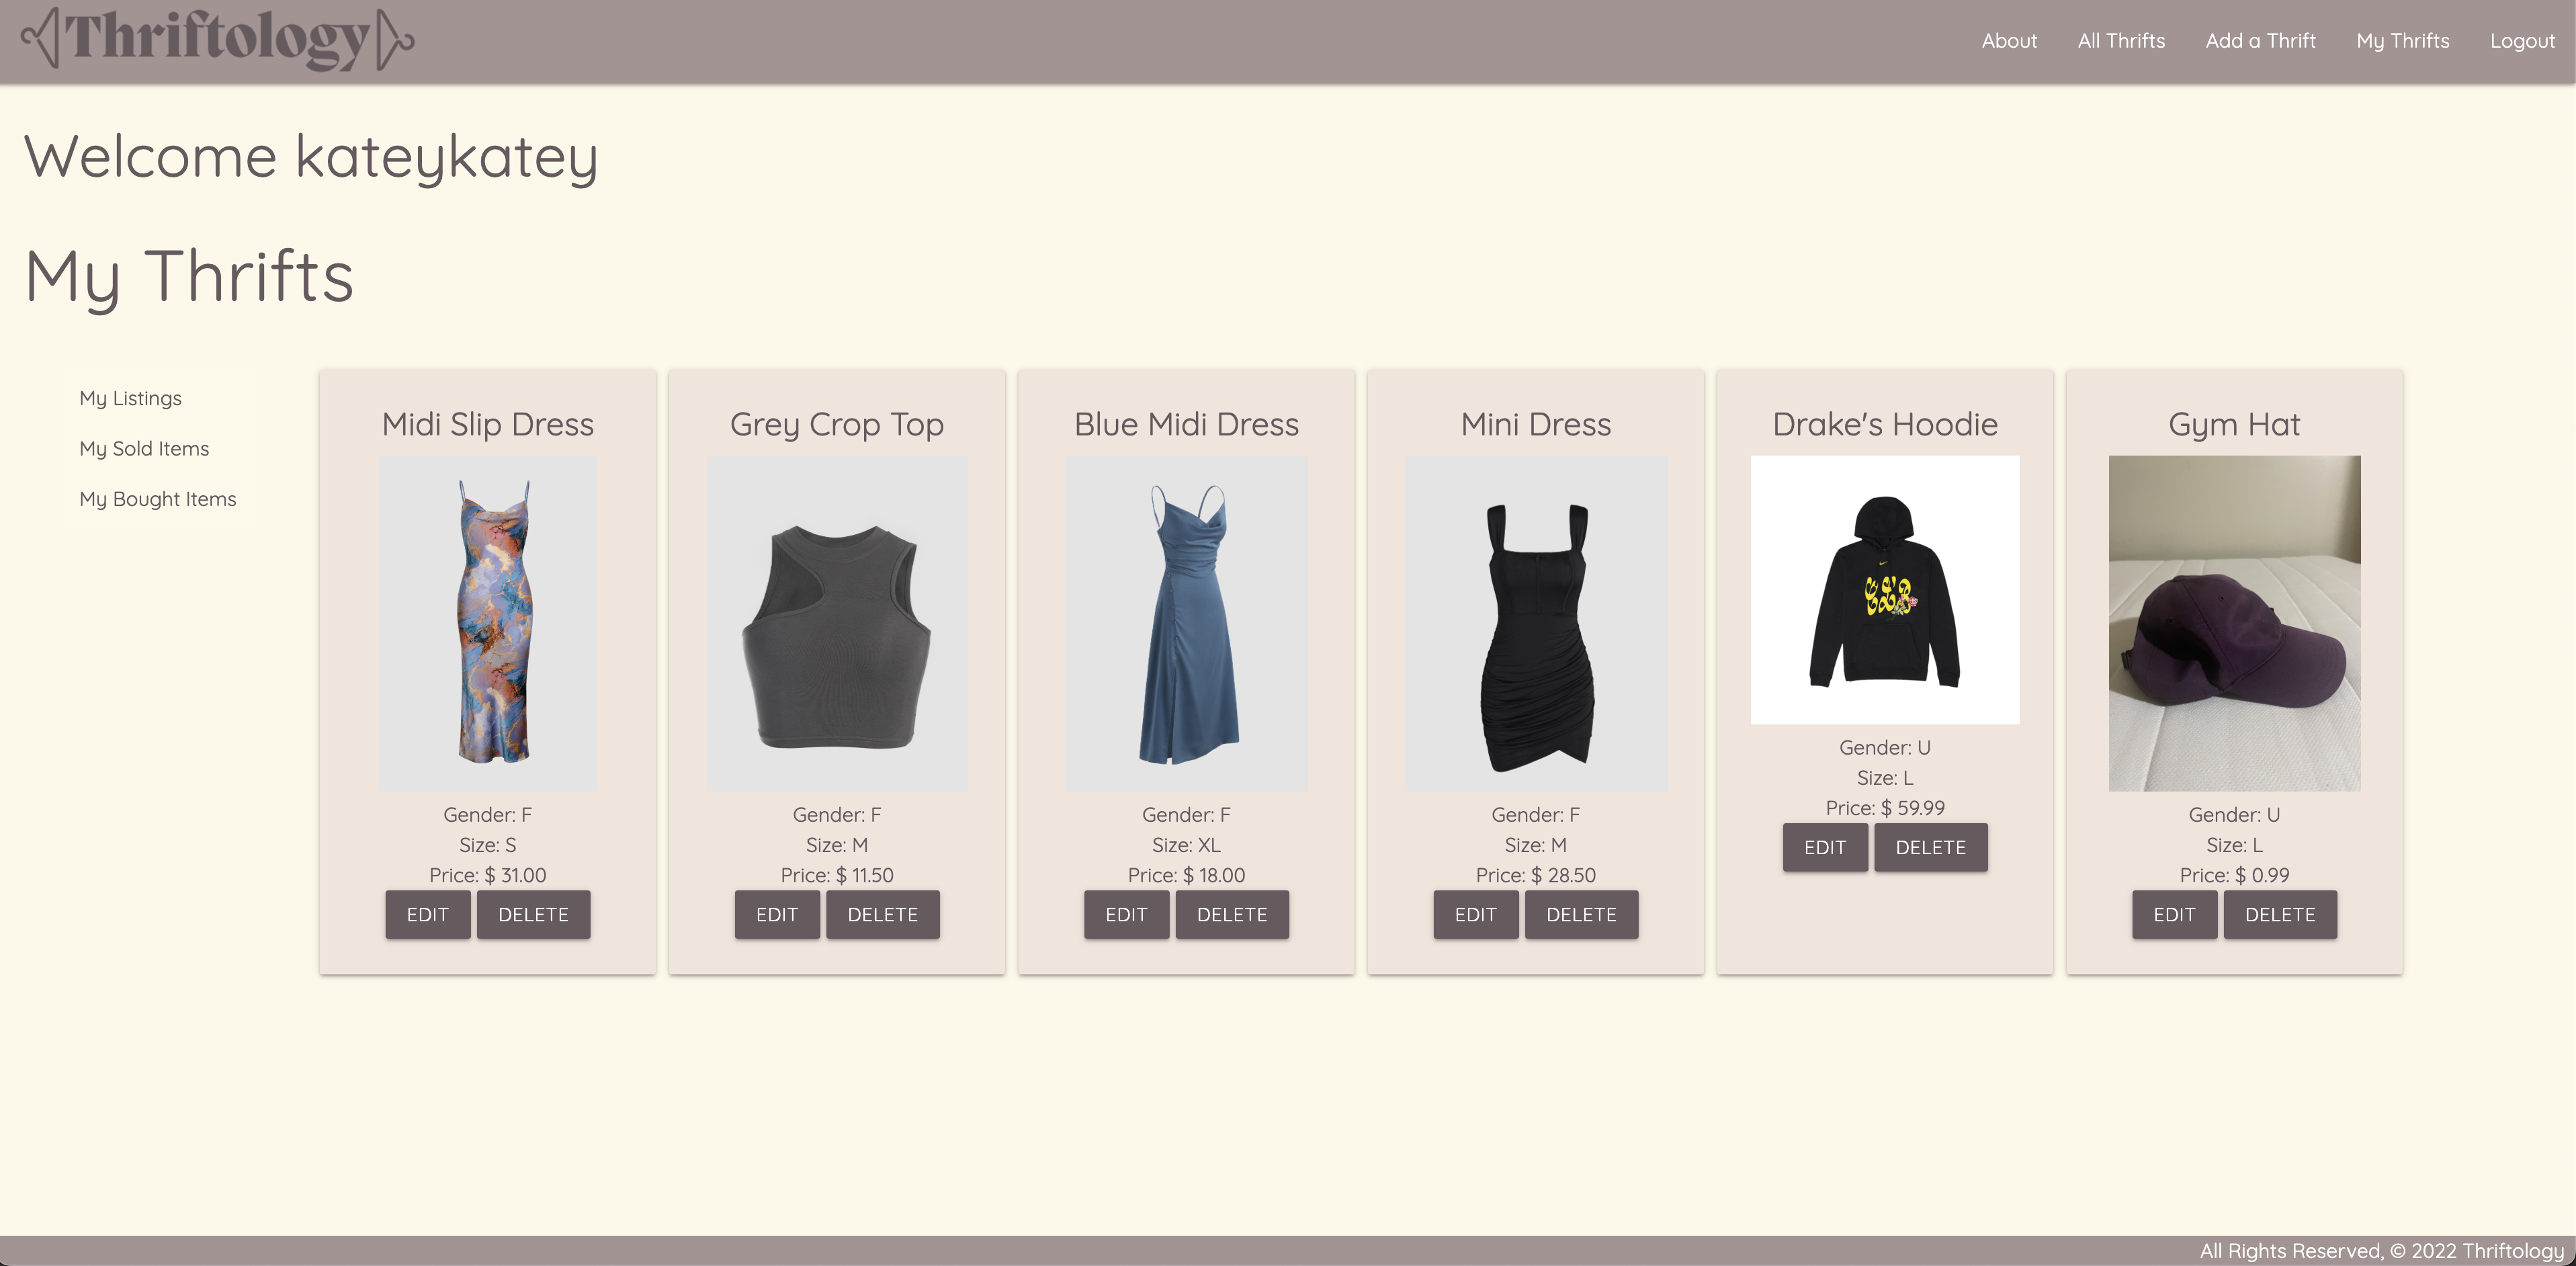 Thriftology
About
All Thrifts
Add a Thrift
My Thrifts
Logout
Welcome kateykatey
My Thrifts
My Listings
My Sold Items
My Bought Items
Midi Slip Dress
Gender: F
Size: S
Price: $ 31.00
EDIT
DELETE
Grey Crop Top
Gender: F
Size: M
Price: $ 11.50
EDIT
DELETE
Blue Midi Dress
Gender: F
Size: XL
Price: $ 18.00
EDIT
DELETE
Mini Dress
Gender: F
Size: M
Price: $ 28.50
EDIT
DELETE
Drake's Hoodie
Gender: U
Size: L
Price: $ 59.99
EDIT
DELETE
Gym Hat
Gender: U
Size: L
Price: $ 0.99
EDIT
DELETE
All Rights Reserved, © 2022 Thriftology